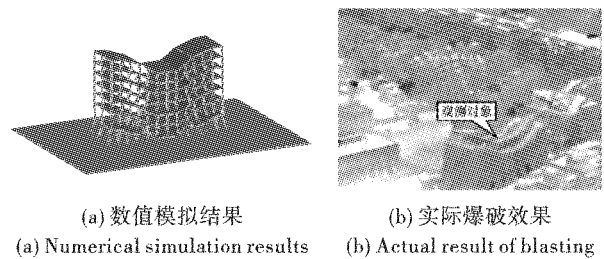 观测对象
(a) 数值模拟结果
(b) 实际爆破效果
(a) Numerical simulation results
(b) Actual result of blasting